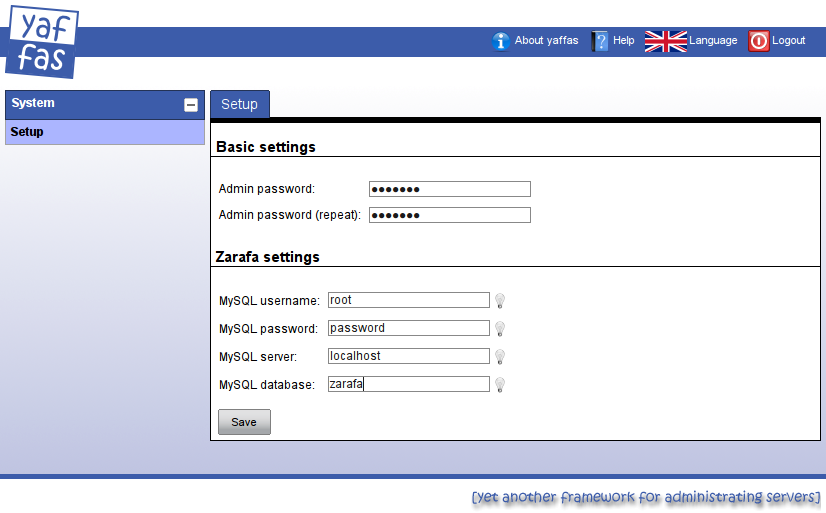 yaf
fas
About yaffas Help Language Logout
System
Setup
Setup
Basic settings
Admin password: ●●●●●●●
Admin password (repeat): ●●●●●●●
Zarafa settings
MySQL username: root
MySQL password: password
MySQL server: localhost
MySQL database: zarafa
Save
[yet another framework for administrating servers]